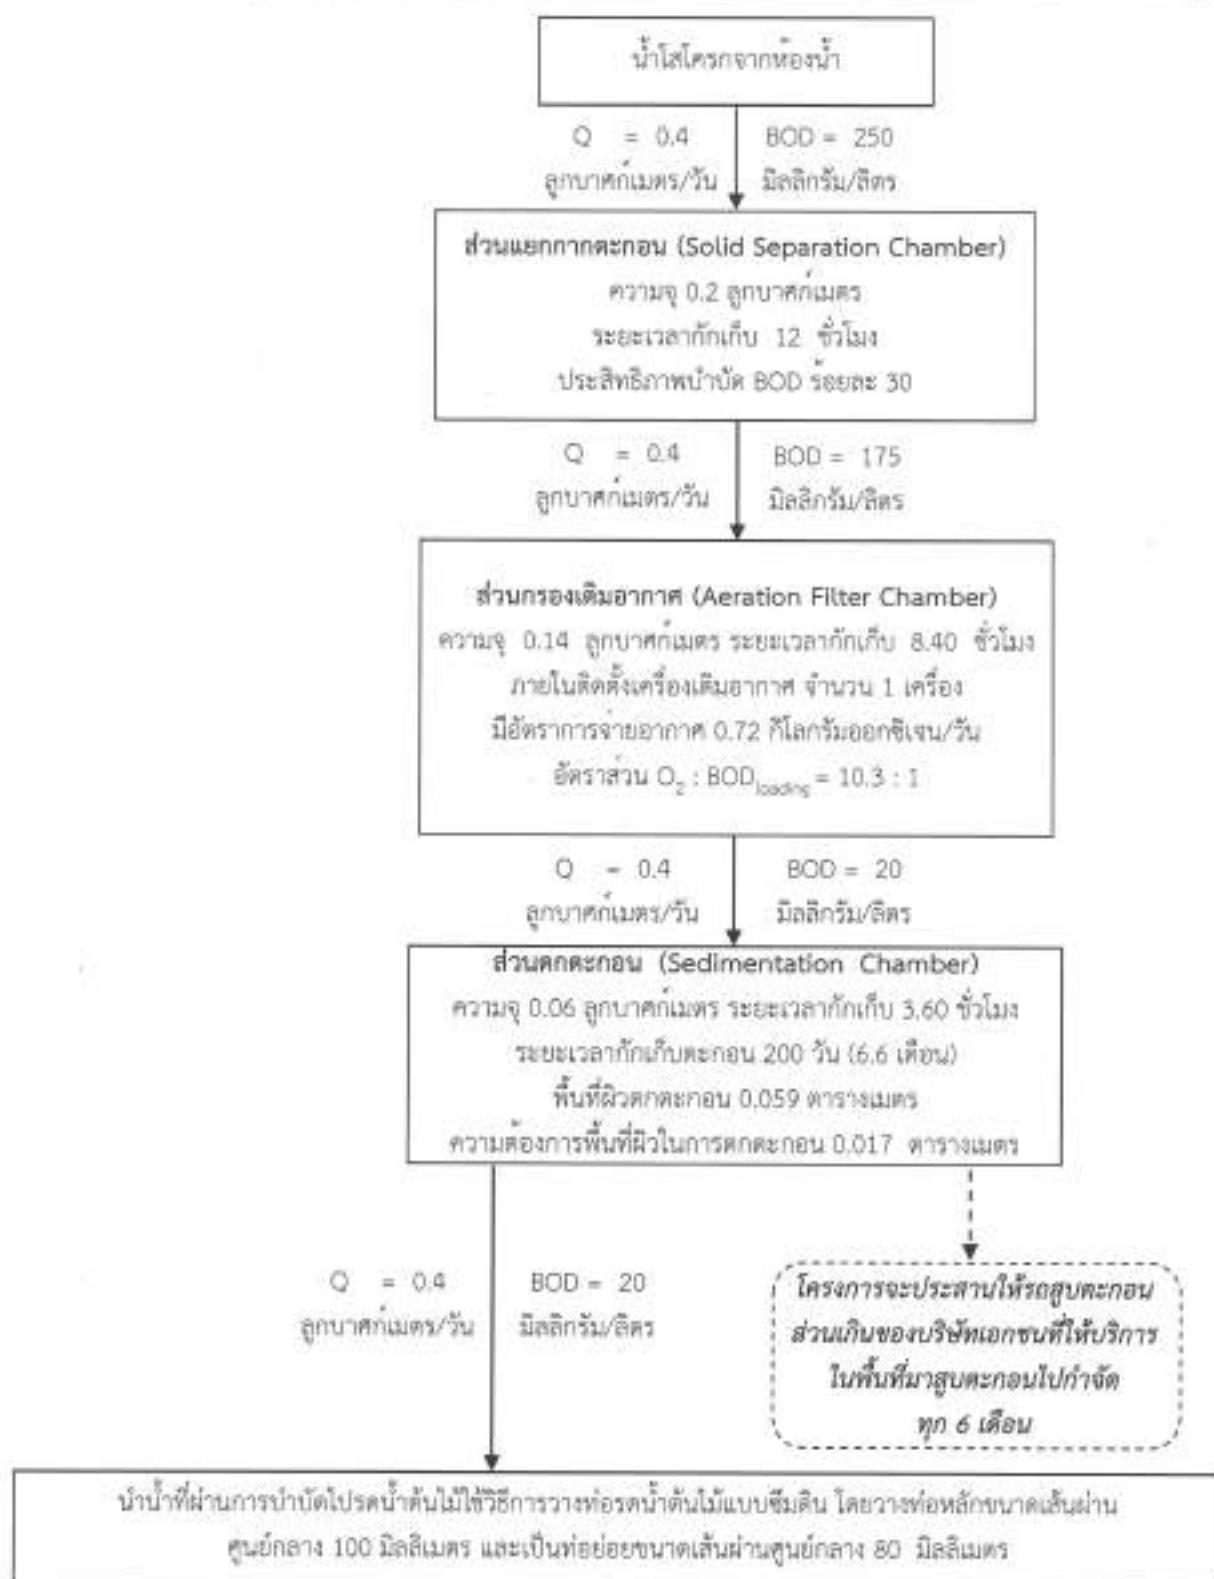 น้ำโสโครกจากห้องน้ำ
Q = 0.4 BOD = 250
ลูกบาศก์เมตร/วัน มิลลิกรัม/ลิตร
ส่วนแยกกากตะกอน (Solid Separation Chamber)
ความจุ 0.2 ลูกบาศก์เมตร
ระยะเวลากักเก็บ 12 ชั่วโมง
ประสิทธิภาพบำบัด BOD ร้อยละ 30
Q = 0.4 BOD = 175
ลูกบาศก์เมตร/วัน มิลลิกรัม/ลิตร
ส่วนกรองเติมอากาศ (Aeration Filter Chamber)
ความจุ 0.14 ลูกบาศก์เมตร ระยะเวลากักเก็บ 8.40 ชั่วโมง
ภายในติดตั้งเครื่องเติมอากาศ จำนวน 1 เครื่อง
มีอัตราการจ่ายอากาศ 0.72 กิโลกรัมออกซิเจน/วัน
อัตราส่วน O₂ : BOD loading = 10.3 : 1
Q = 0.4 BOD = 20
ลูกบาศก์เมตร/วัน มิลลิกรัม/ลิตร
ส่วนตกตะกอน (Sedimentation Chamber)
ความจุ 0.06 ลูกบาศก์เมตร ระยะเวลากักเก็บ 3.60 ชั่วโมง
ระยะเวลากักเก็บตะกอน 200 วัน (6.6 เดือน)
พื้นที่ผิวตกตะกอน 0.059 ตารางเมตร
ความต้องการพื้นที่ผิวในการตกตะกอน 0.017 ตารางเมตร
Q = 0.4 BOD = 20
ลูกบาศก์เมตร/วัน มิลลิกรัม/ลิตร
โครงการจะประสานให้รถสูบตะกอน
ส่วนเกินของบริษัทเอกชนที่ให้บริการ
ในพื้นที่มาสูบตะกอนไปกำจัด
ทุก 6 เดือน
นำน้ำที่ผ่านการบำบัดไปรดน้ำต้นไม้ใช้วิธีการวางท่อรดน้ำต้นไม้แบบซึมดิน โดยวางท่อหลักขนาดเส้นผ่าน
ศูนย์กลาง 100 มิลลิเมตร และเป็นท่อย่อยขนาดเส้นผ่านศูนย์กลาง 80 มิลลิเมตร